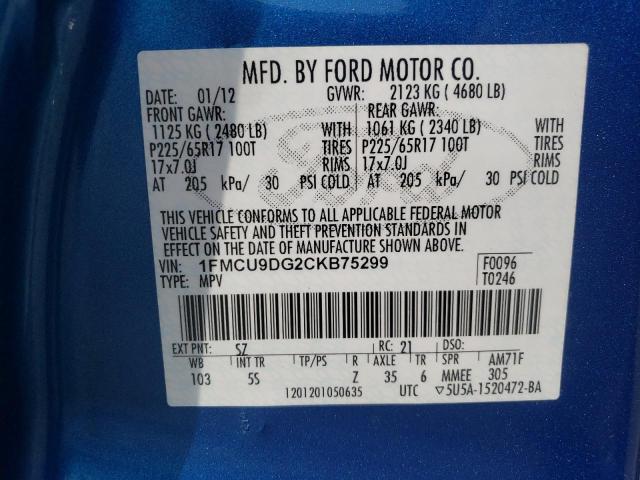 MFD. BY FORD MOTOR CO.
DATE: 01/12 GVWR: 2123 KG ( 4680 LB)
FRONT GAWR: REAR GAWR:
1125 KG ( 2480 LB) WITH 1061 KG ( 2340 LB) WITH
P225/65R17 100T TIRES P225/65R17 100T TIRES
17x7.0J RIMS 17x7.0J RIMS
AT 205 kPa/ 30 PSI COLD AT 205 kPa/ 30 PSI COLD
THIS VEHICLE CONFORMS TO ALL APPLICABLE FEDERAL MOTOR
VEHICLE SAFETY AND THEFT PREVENTION STANDARDS IN
EFFECT ON THE DATE OF MANUFACTURE SHOWN ABOVE.
VIN: 1FMCU9DG2CKB75299 F0096
TYPE: MPV T0246
EXT PNT: SZ RC: 21 DSO:
WB INT TR TP/PS R AXLE TR SPR AM71F
103 5S Z 35 6 MMEE 305
1201201050635 UTC ▽5U5A-1520472-BA